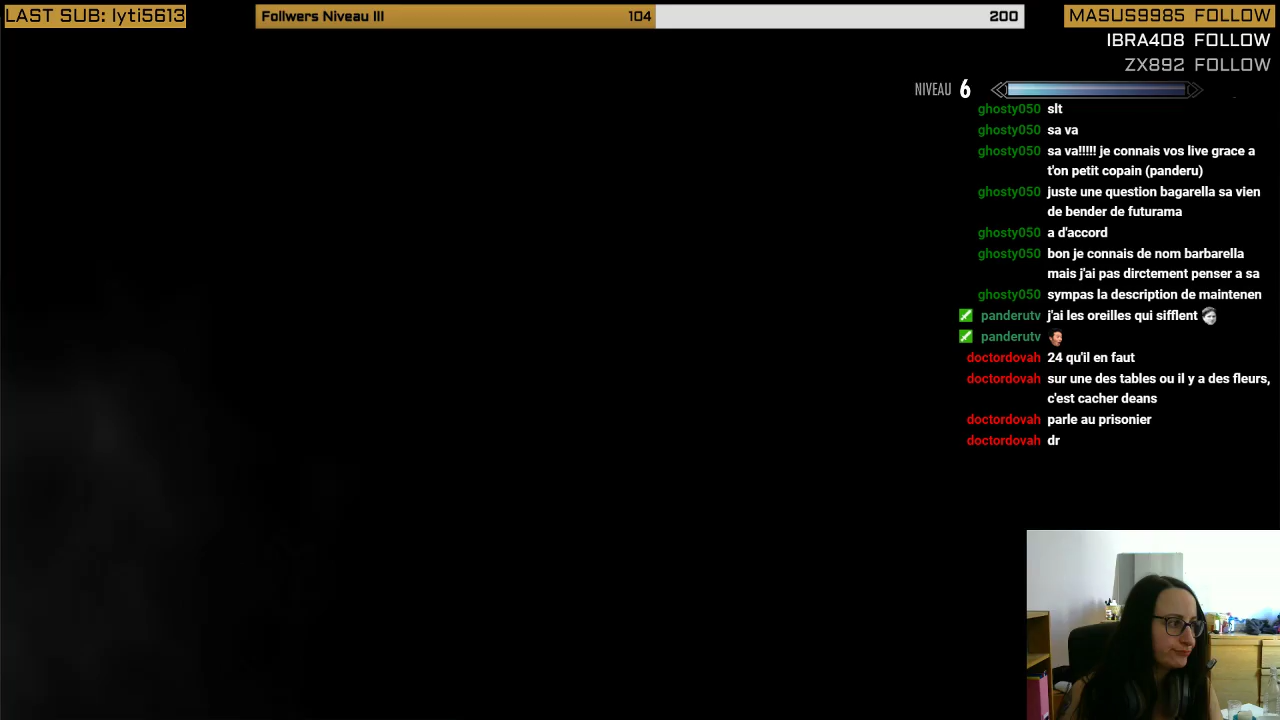 LAST SUB: lyti5613
Follwers Niveau III 104 200
MASUS9985 FOLLOW
IBRA408 FOLLOW
ZX892 FOLLOW
NIVEAU 6
ghosty050 slt
ghosty050 sa va
ghosty050 sa va!!!!! je connais vos live grace a
t'on petit copain (panderu)
ghosty050 juste une question bagarella sa vien
de bender de futurama
ghosty050 a d'accord
ghosty050 bon je connais de nom barbarella
mais j'ai pas dirctement penser a sa
ghosty050 sympas la description de maintenen
panderutv j'ai les oreilles qui sifflent
panderutv
doctordovah 24 qu'il en faut
doctordovah sur une des tables ou il y a des fleurs,
c'est cacher deans
doctordovah parle au prisonier
doctordovah dr